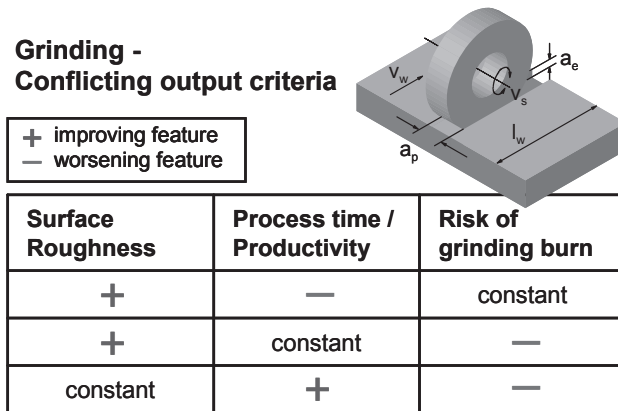 Grinding -
Conflicting output criteria
+ improving feature
− worsening feature
v_w
v_s
a_e
a_p
l_w
Surface Roughness
Process time / Productivity
Risk of grinding burn
+ − constant
+ constant −
constant + −